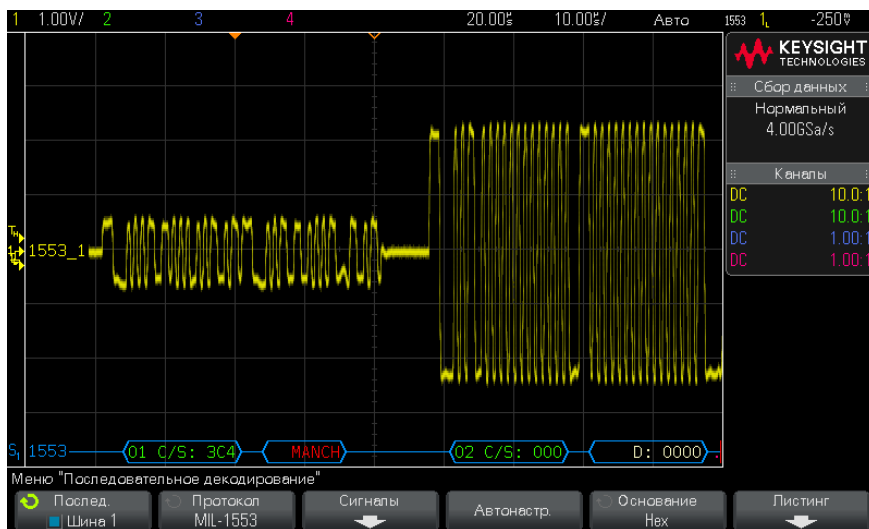 1 1.00V/ 2 3 4 20.00s 10.00s/ Авто 1553 1 -250
KEYSIGHT
TECHNOLOGIES
Сбор данных
Нормальный
4.00GSa/s
Каналы
DC 10.0:1
DC 10.0:1
DC 1.00:1
DC 1.00:1
1553_1
S1 1553 01 C/S: 3C4 MANCH 02 C/S: 000 D: 0000
Меню "Последовательное декодирование"
Послед. Протокол Сигналы Автонастр. Основание Листинг
Шина 1 MIL-1553 Hex